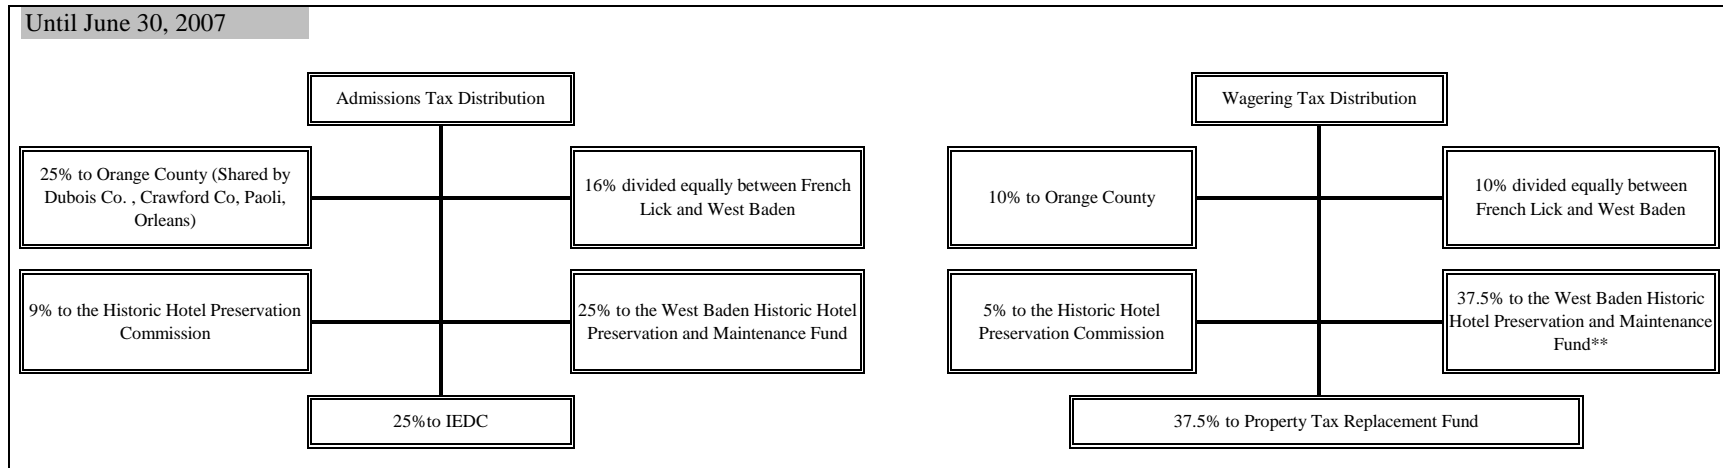 Until June 30, 2007
Admissions Tax Distribution
25% to Orange County (Shared by
Dubois Co. , Crawford Co, Paoli,
Orleans)
16% divided equally between French
Lick and West Baden
9% to the Historic Hotel Preservation
Commission
25% to the West Baden Historic Hotel
Preservation and Maintenance Fund
25%to IEDC
Wagering Tax Distribution
10% to Orange County
10% divided equally between
French Lick and West Baden
5% to the Historic Hotel
Preservation Commission
37.5% to the West Baden Historic
Hotel Preservation and Maintenance
Fund**
37.5% to Property Tax Replacement Fund